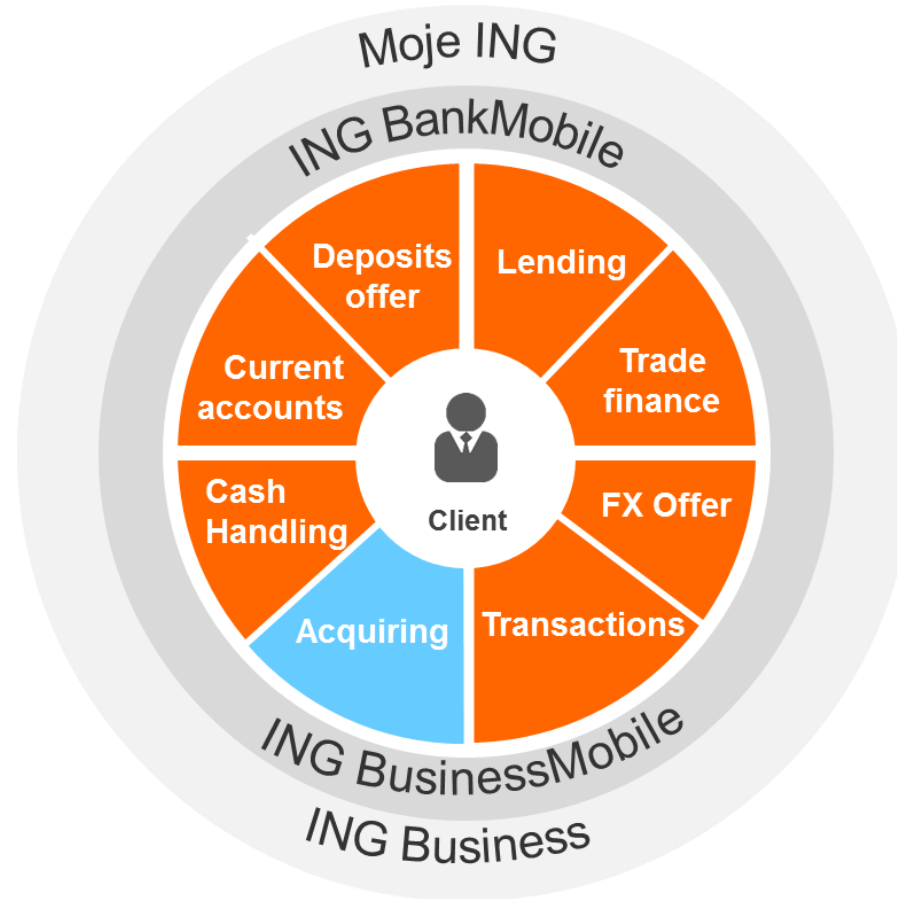 Moje ING
ING BankMobile
Deposits
offer
Lending
Current
accounts
Trade
finance
Cash
Handling
FX Offer
Client
Acquiring
Transactions
ING BusinessMobile
ING Business